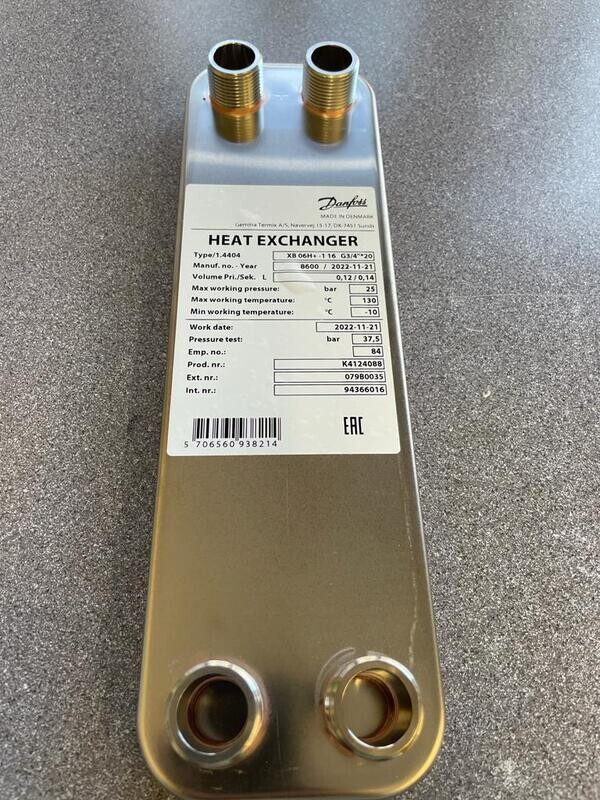 Danfoss
MADE IN DENMARK
Gemina Termix A/S, Navervej 15-17, DK-7451 Sunds
HEAT EXCHANGER
Type/1.4404 XB 06H+ -1 16 G3/4"*20
Manuf. no. - Year 8600 / 2022-11-21
Volume Pri./Sek. L 0,12 / 0,14
Max working pressure: bar 25
Max working temperature: °C 130
Min working temperature: °C -10
Work date: 2022-11-21
Pressure test: bar 37,5
Emp. no.: 84
Prod. nr.: K4124088
Ext. nr.: 079B0035
Int. nr.: 94366016
5 706560 938214
EAC